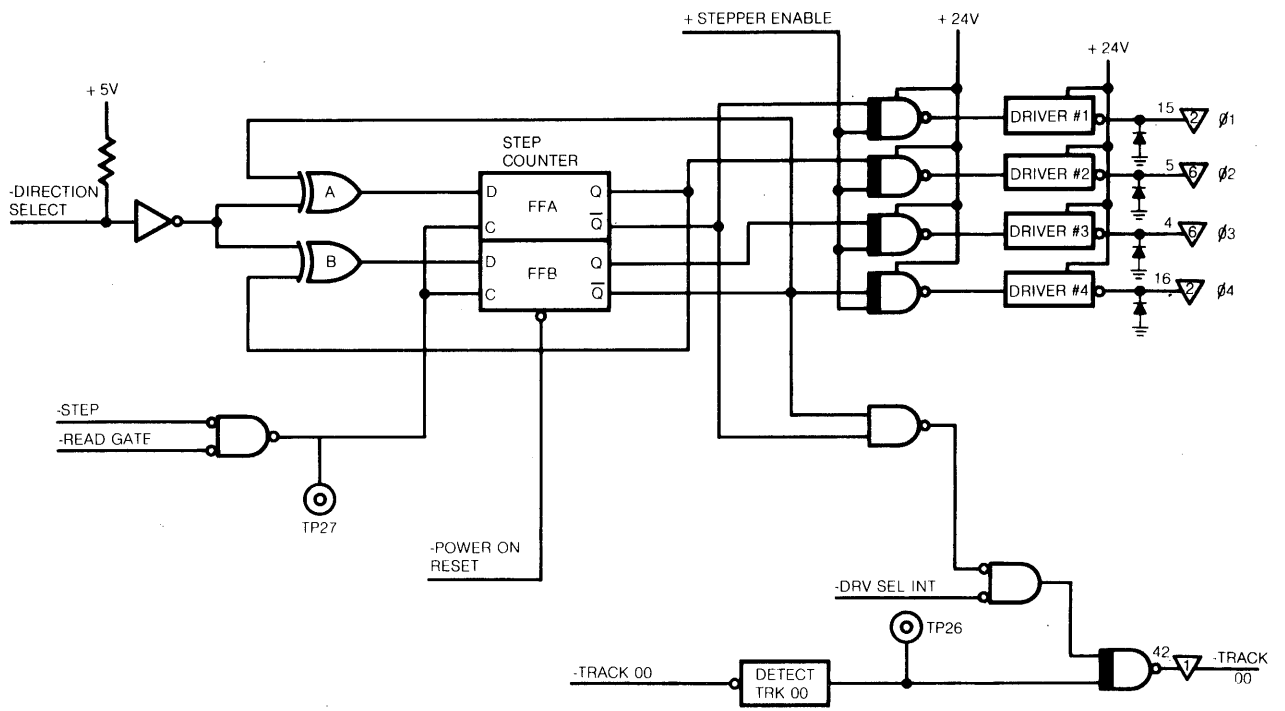 + STEPPER ENABLE
+ 24V
+ 24V
+ 5V
-DIRECTION
SELECT
STEP
COUNTER
A
B
D
Q
FFA
C
Q
D
Q
FFB
C
Q
DRIVER #1
15
2
ø1
DRIVER #2
5
6
ø2
DRIVER #3
4
6
ø3
DRIVER #4
16
2
ø4
-STEP
-READ GATE
TP27
-POWER ON
RESET
-DRV SEL INT
TP26
-TRACK 00
DETECT
TRK 00
42
1
-TRACK
00